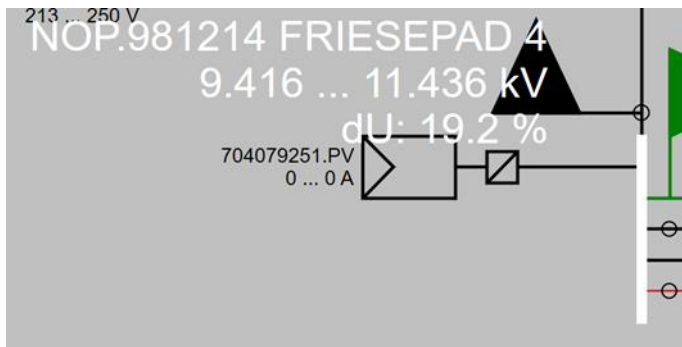 213 ... 250 V
NOP.981214 FRIESEPAD 4
9.416 ... 11.436 kV
dU: 19.2 %
704079251.PV
0 ... 0 A